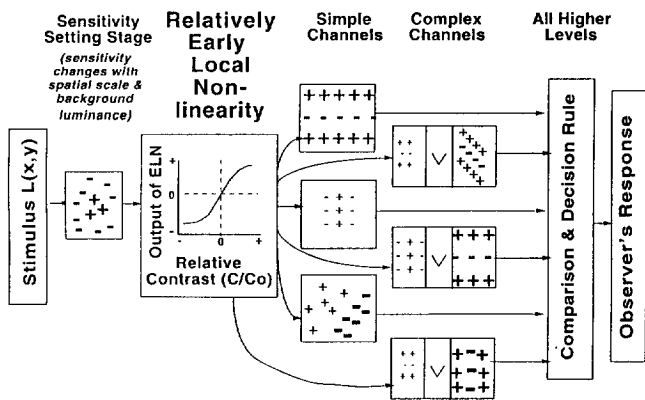 Sensitivity
Setting Stage
(sensitivity
changes with
spatial scale &
background
luminance)
Relatively
Early
Local
Non-
linearity
Simple
Channels
Complex
Channels
All Higher
Levels
Stimulus L(x,y)
- - -
- + -
+ +
- + -
- -
Output of ELN
+
0
-
- 0 +
Relative
Contrast (C/Co)
+ + + + +
- - - - -
+ + + + +
- + -
- + -
- + -
+ + -
+ + - -
+ + - -
+ - -
+ +
+ +
+ +
- + -
- + -
- + -
+ + +
- - -
+ + +
+ +
+ +
+ +
+ - +
+ - +
+ - +
Comparison & Decision Rule
Observer's Response